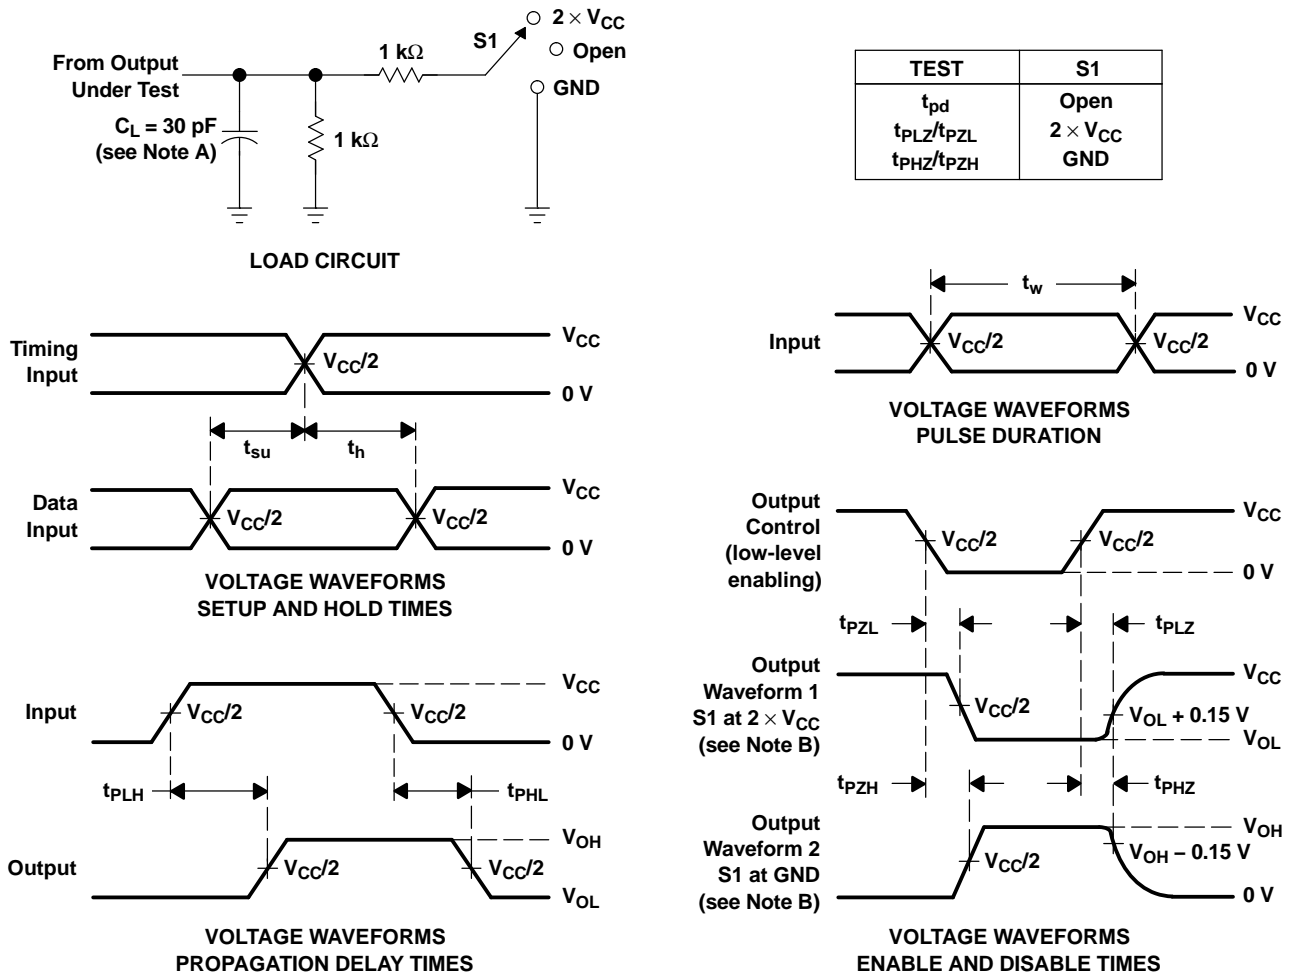 2 × VCC
S1
Open
GND
1 kΩ
From Output
Under Test
CL = 30 pF
(see Note A)
1 kΩ
LOAD CIRCUIT
TEST S1
tpd Open
tPLZ/tPZL 2 × VCC
tPHZ/tPZH GND
Timing
Input
VCC
VCC/2
0 V
tsu
th
Data
Input
VCC
VCC/2
VCC/2
0 V
VOLTAGE WAVEFORMS
SETUP AND HOLD TIMES
tw
Input
VCC
VCC/2
VCC/2
0 V
VOLTAGE WAVEFORMS
PULSE DURATION
Input
VCC
VCC/2
VCC/2
0 V
tPLH
tPHL
Output
VOH
VCC/2
VCC/2
VOL
VOLTAGE WAVEFORMS
PROPAGATION DELAY TIMES
Output
Control
(low-level
enabling)
VCC
VCC/2
VCC/2
0 V
tPZL
tPLZ
Output
Waveform 1
S1 at 2 × VCC
(see Note B)
VCC
VCC/2
VOL + 0.15 V
VOL
tPZH
tPHZ
Output
Waveform 2
S1 at GND
(see Note B)
VOH
VCC/2
VOH – 0.15 V
0 V
VOLTAGE WAVEFORMS
ENABLE AND DISABLE TIMES